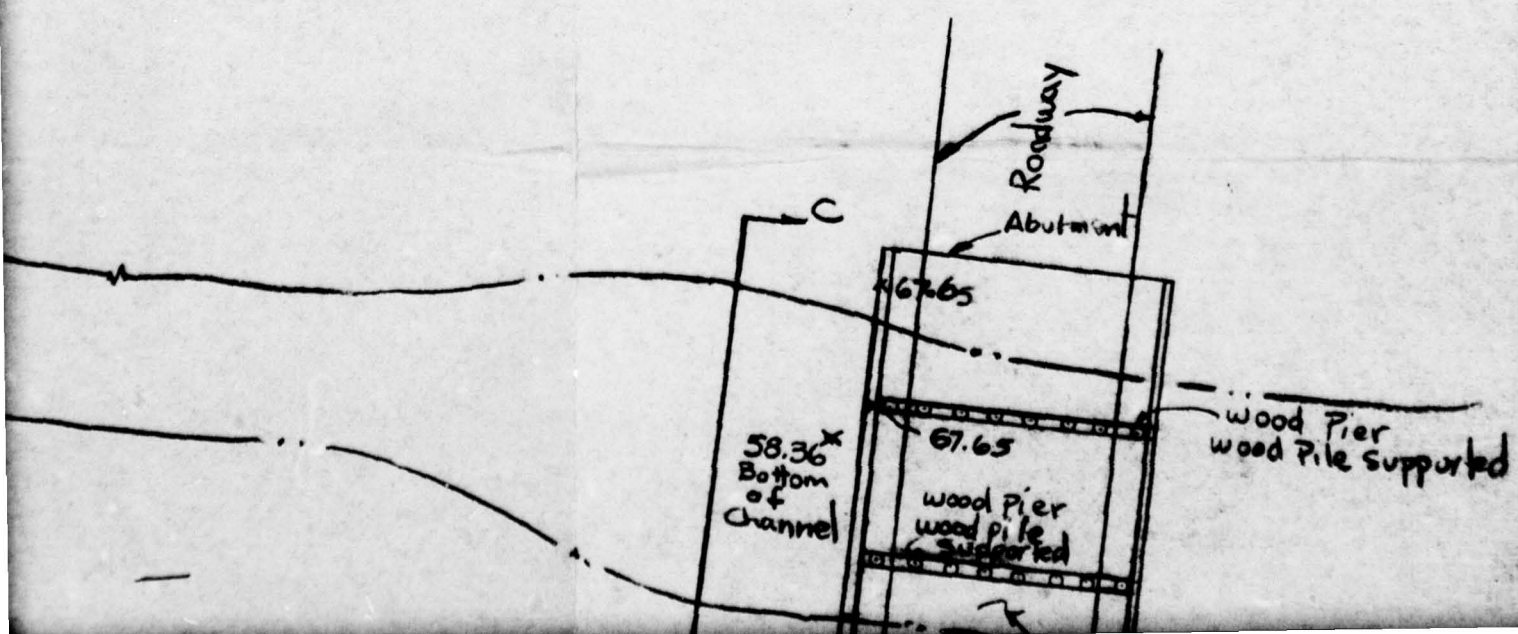 Roadway
C
Abutment
67.65
67.65
wood Pier
wood Pile Supported
58.36
Bottom
of
Channel
wood Pier
wood pile
Supported